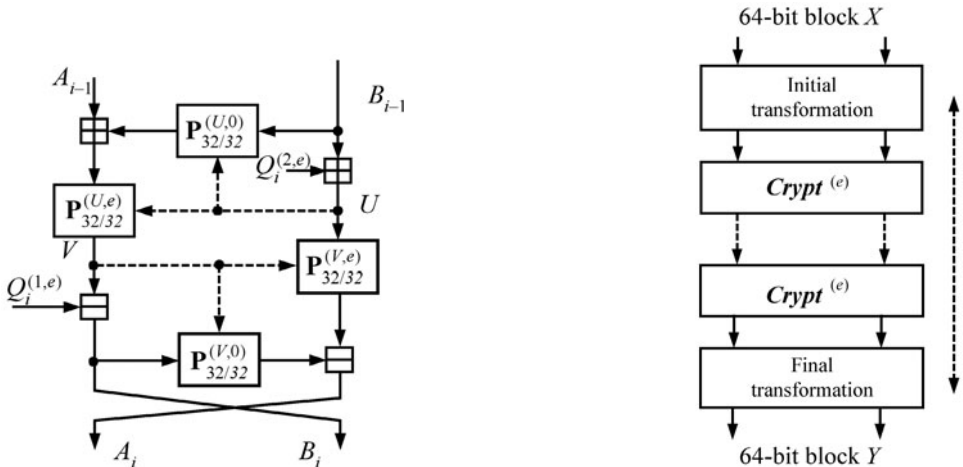 A_{i–1}
B_{i–1}
P^{(U,0)}_{32/32}
Q_i^{(2,e)}
P^{(U,e)}_{32/32}
U
V
P^{(V,e)}_{32/32}
Q_i^{(1,e)}
P^{(V,0)}_{32/32}
A_i
B_i
64-bit block X
Initial
transformation
Crypt ^{(e)}
Crypt ^{(e)}
Final
transformation
64-bit block Y